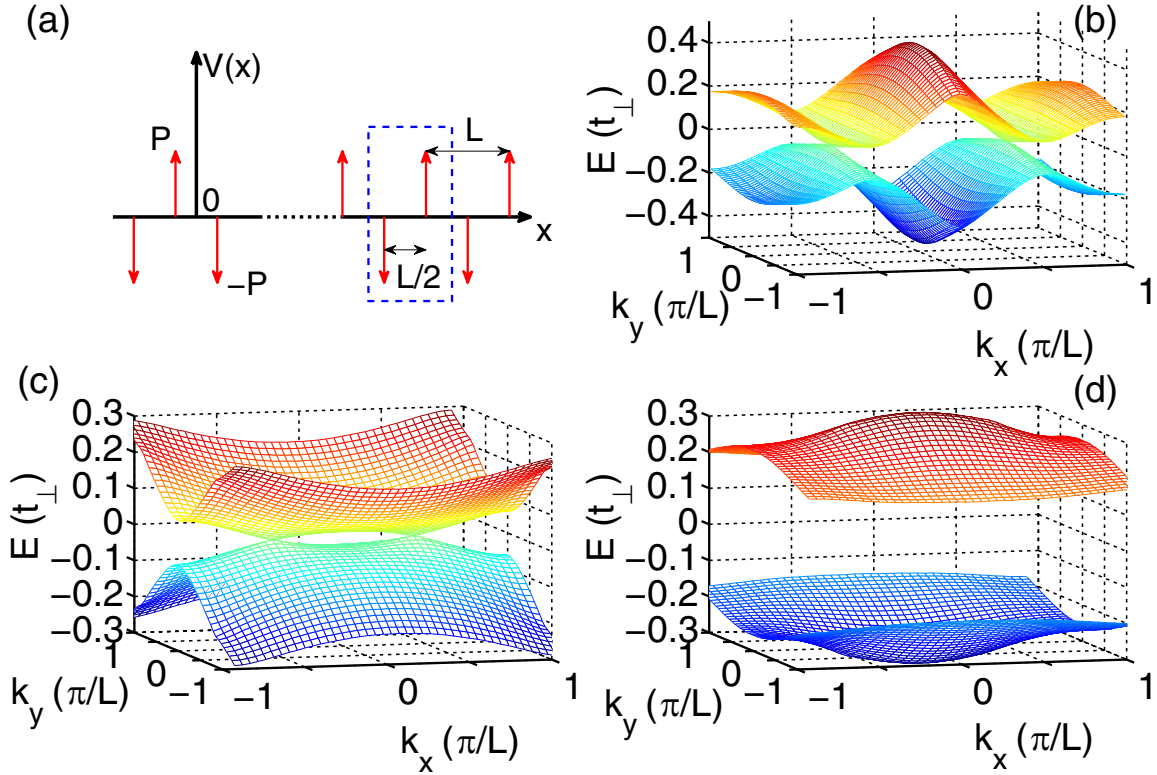 (a)
V(x)
P
0
L
x
−P
L/2
(b)
E (t⊥)
0.4
0.2
0
−0.2
−0.4
1
0
−1
k_y (π/L)
−1
0
1
k_x (π/L)
(c)
E (t⊥)
0.3
0.2
0.1
0
−0.1
−0.2
−0.3
1
0
−1
k_y (π/L)
−1
0
1
k_x (π/L)
(d)
E (t⊥)
0.3
0.2
0.1
0
−0.1
−0.2
−0.3
1
0
−1
k_y (π/L)
−1
0
1
k_x (π/L)